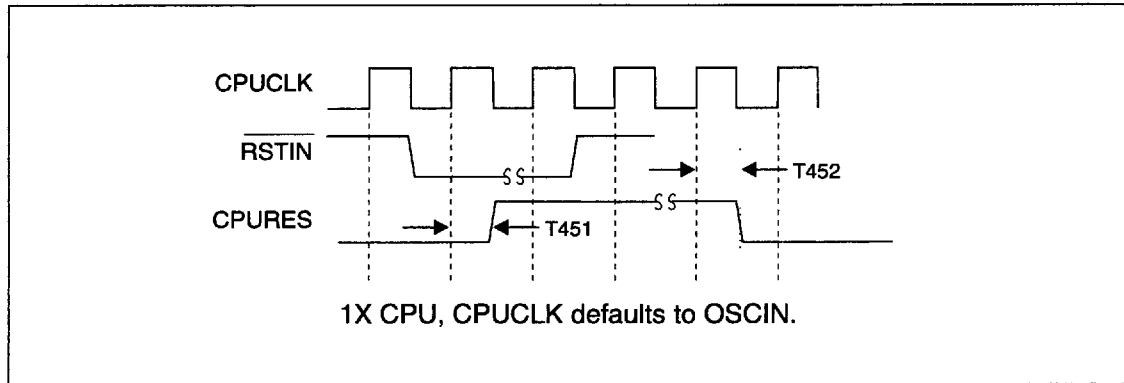 CPUCLK
RSTIN
T452
CPURES
T451
1X CPU, CPUCLK defaults to OSCIN.